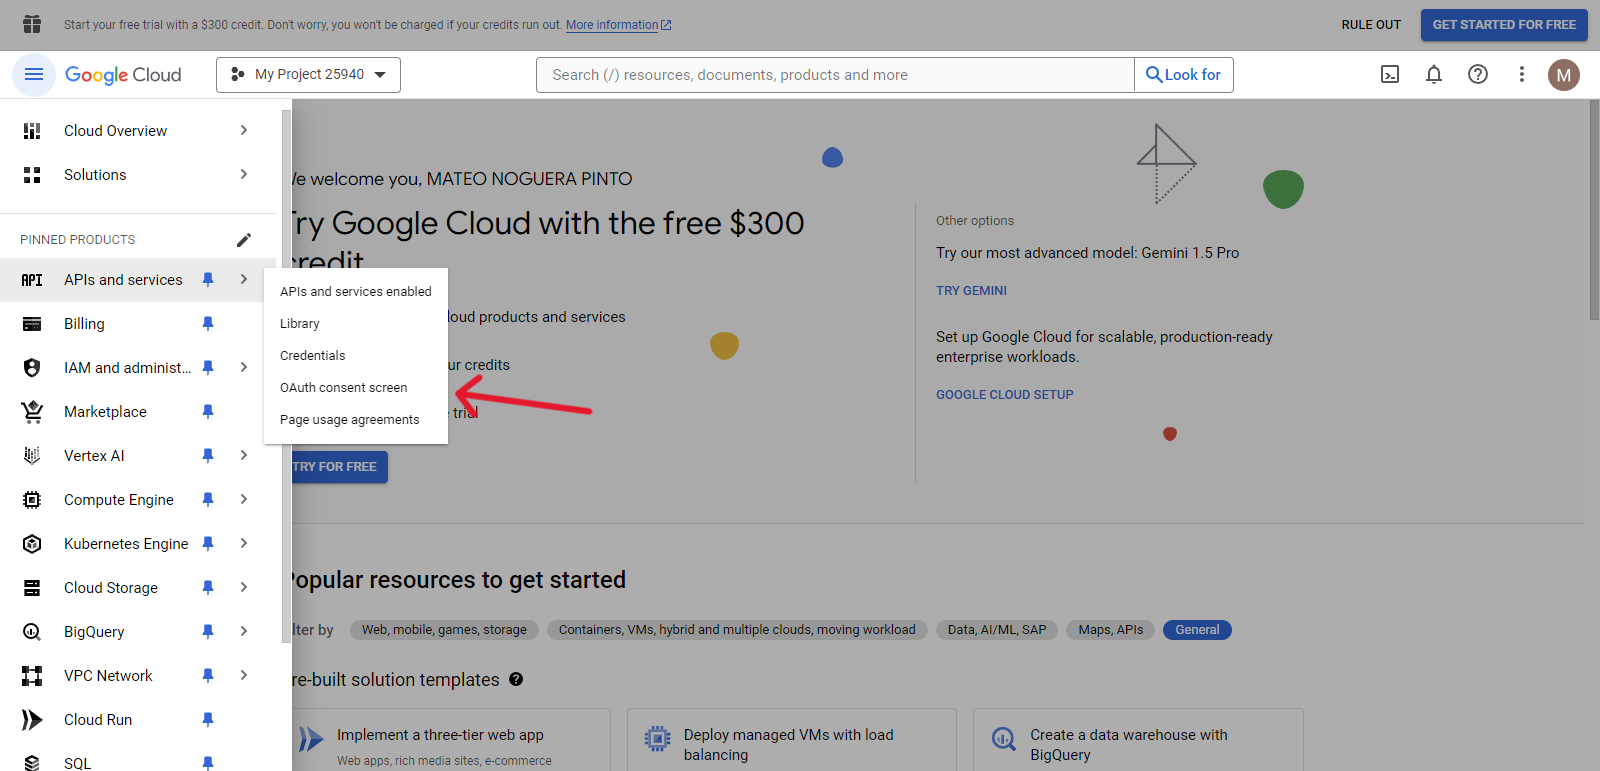 Start your free trial with a $300 credit. Don't worry, you won't be charged if your credits run out. More information
RULE OUT
GET STARTED FOR FREE
Google Cloud
My Project 25940
Search (/) resources, documents, products and more
Look for
M
Cloud Overview
Solutions
PINNED PRODUCTS
API APIs and services
Billing
IAM and administ...
Marketplace
Vertex AI
Compute Engine
Kubernetes Engine
Cloud Storage
BigQuery
VPC Network
Cloud Run
SQL
APIs and services enabled
Library
Credentials
OAuth consent screen
Page usage agreements
We welcome you, MATEO NOGUERA PINTO
Try Google Cloud with the free $300
credit
loud products and services
ur credits
trial
TRY FOR FREE
Other options
Try our most advanced model: Gemini 1.5 Pro
TRY GEMINI
Set up Google Cloud for scalable, production-ready
enterprise workloads.
GOOGLE CLOUD SETUP
Popular resources to get started
lter by
Web, mobile, games, storage
Containers, VMs, hybrid and multiple clouds, moving workload
Data, AI/ML, SAP
Maps, APIs
General
re-built solution templates
Implement a three-tier web app
Web apps, rich media sites, e-commerce
Deploy managed VMs with load
balancing
Create a data warehouse with
BigQuery